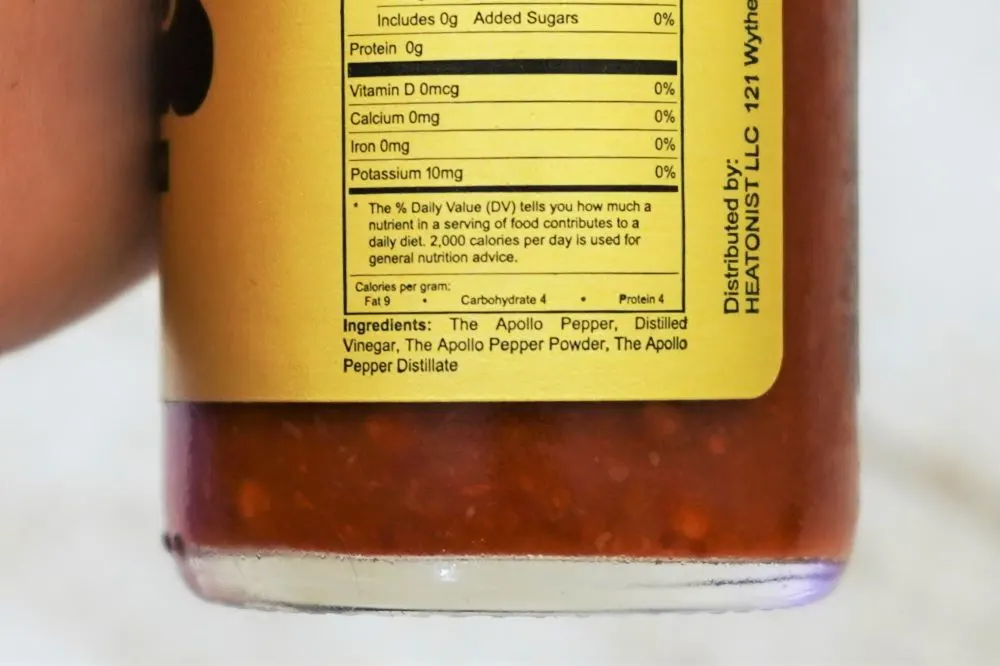 Includes 0g Added Sugars 0%
Protein 0g
Vitamin D 0mcg 0%
Calcium 0mg 0%
Iron 0mg 0%
Potassium 10mg 0%
* The % Daily Value (DV) tells you how much a
nutrient in a serving of food contributes to a
daily diet. 2,000 calories per day is used for
general nutrition advice.
Calories per gram:
Fat 9 • Carbohydrate 4 • Protein 4
Ingredients: The Apollo Pepper, Distilled
Vinegar, The Apollo Pepper Powder, The Apollo
Pepper Distillate
Distributed by:
HEATONIST LLC 121 Wythe